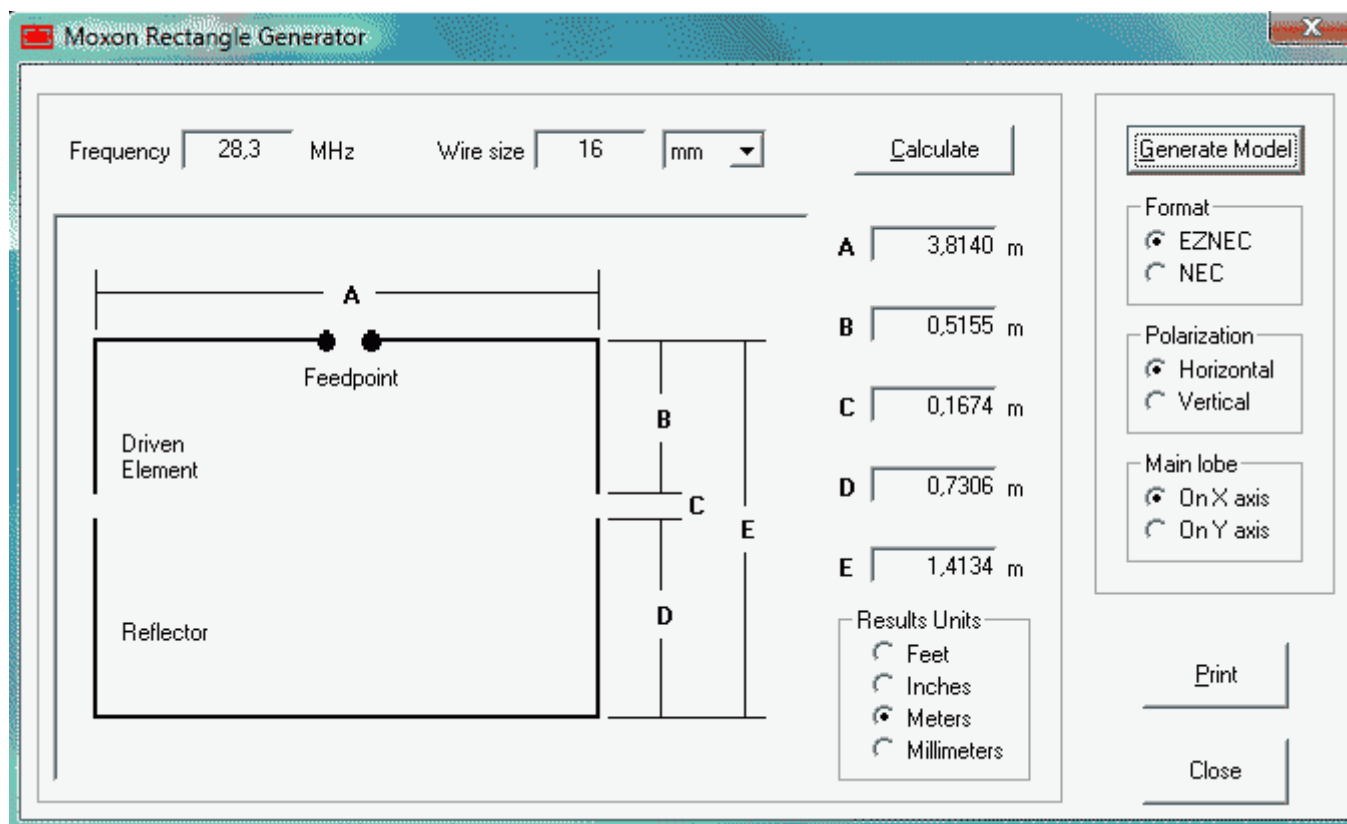 Moxon Rectangle Generator
Frequency 28,3 MHz Wire size 16 mm Calculate
A
Feedpoint
Driven
Element
B
C
E
D
Reflector
A 3,8140 m
B 0,5155 m
C 0,1674 m
D 0,7306 m
E 1,4134 m
Results Units
Feet
Inches
Meters
Millimeters
Generate Model
Format
EZNEC
NEC
Polarization
Horizontal
Vertical
Main lobe
On X axis
On Y axis
Print
Close